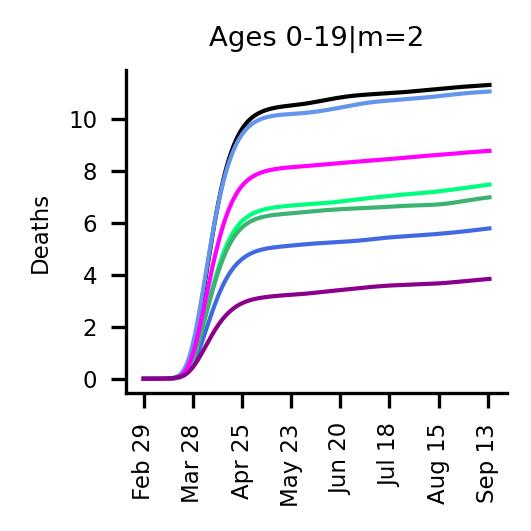 Ages 0-19|m=2
Deaths
10
8
6
4
2
0
Feb 29
Mar 28
Apr 25
May 23
Jun 20
Jul 18
Aug 15
Sep 13